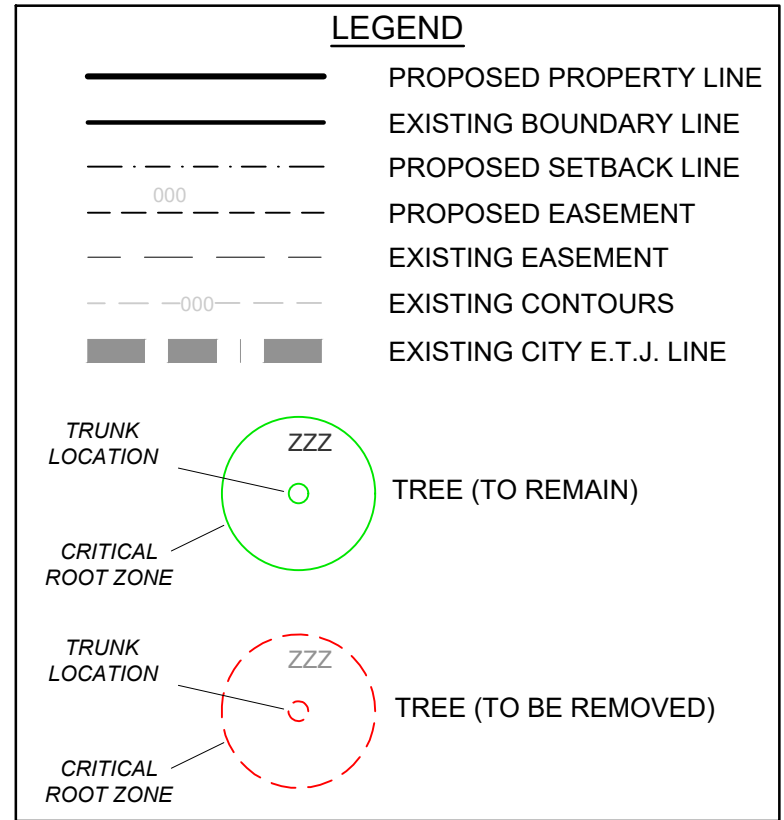 LEGEND
PROPOSED PROPERTY LINE
EXISTING BOUNDARY LINE
PROPOSED SETBACK LINE
000
PROPOSED EASEMENT
EXISTING EASEMENT
000
EXISTING CONTOURS
EXISTING CITY E.T.J. LINE
TRUNK
LOCATION
ZZZ
TREE (TO REMAIN)
CRITICAL
ROOT ZONE
TRUNK
LOCATION
ZZZ
TREE (TO BE REMOVED)
CRITICAL
ROOT ZONE